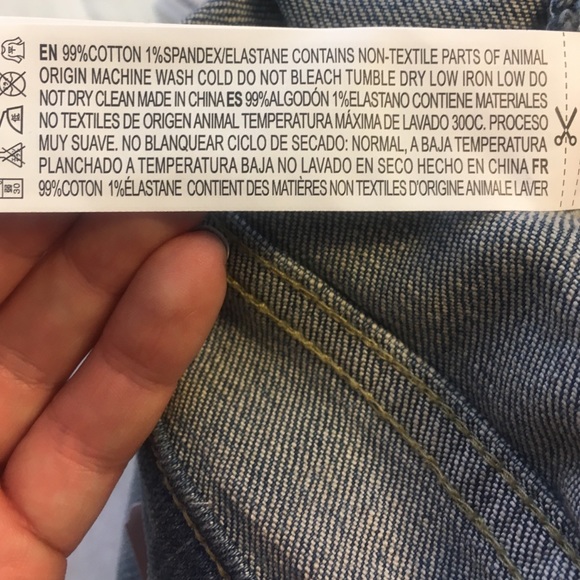 EN 99%COTTON 1%SPANDEX/ELASTANE CONTAINS NON-TEXTILE PARTS OF ANIMAL
ORIGIN MACHINE WASH COLD DO NOT BLEACH TUMBLE DRY LOW IRON LOW DO
NOT DRY CLEAN MADE IN CHINA ES 99%ALGODÓN 1%ELASTANO CONTIENE MATERIALES
NO TEXTILES DE ORIGEN ANIMAL TEMPERATURA MÁXIMA DE LAVADO 30OC. PROCESO
MUY SUAVE. NO BLANQUEAR CICLO DE SECADO: NORMAL, A BAJA TEMPERATURA
PLANCHADO A TEMPERATURA BAJA NO LAVADO EN SECO HECHO EN CHINA FR
99%COTON 1%ÉLASTANE CONTIENT DES MATIÈRES NON TEXTILES D'ORIGINE ANIMALE LAVER
30